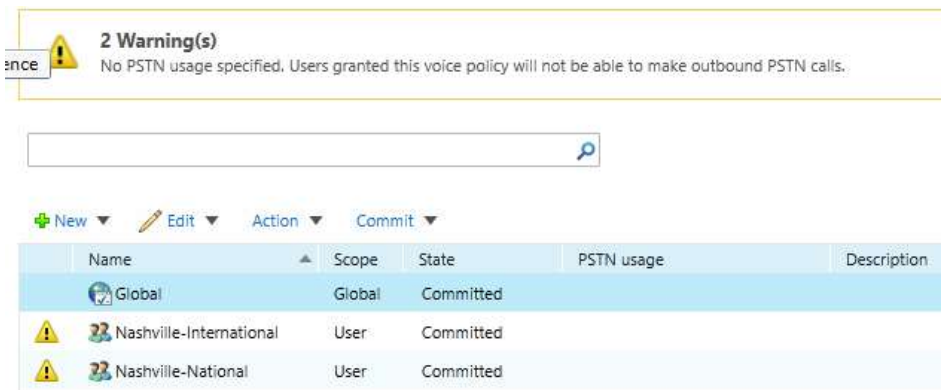 2 Warning(s)
ence
No PSTN usage specified. Users granted this voice policy will not be able to make outbound PSTN calls.
New Edit Action Commit
Name Scope State PSTN usage Description
Global Global Committed
Nashville-International User Committed
Nashville-National User Committed